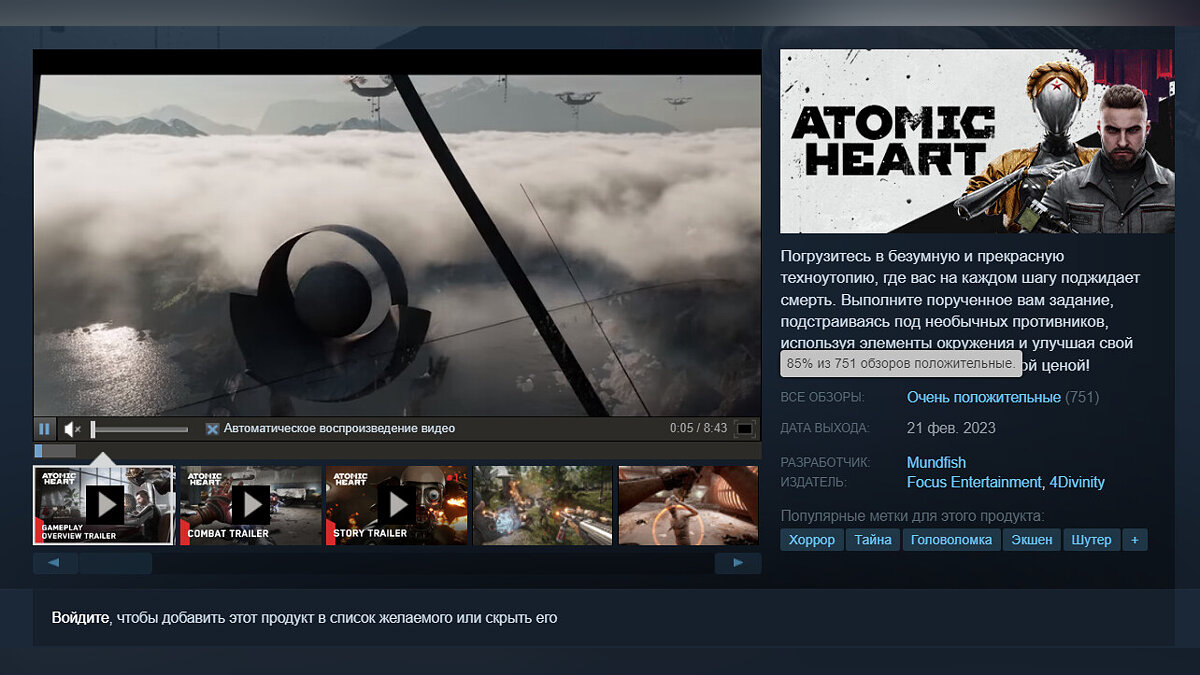 ATOMIC
HEART
Погрузитесь в безумную и прекрасную
техноутопию, где вас на каждом шагу поджидает
смерть. Выполните порученное вам задание,
подстраиваясь под необычных противников,
используя элементы окружения и улучшая свой
85% из 751 обзоров положительные.
ой ценой!
ВСЕ ОБЗОРЫ: Очень положительные (751)
ДАТА ВЫХОДА: 21 фев. 2023
РАЗРАБОТЧИК: Mundfish
ИЗДАТЕЛЬ: Focus Entertainment, 4Divinity
Популярные метки для этого продукта:
Хоррор Тайна Головоломка Экшен Шутер +
Автоматическое воспроизведение видео 0:05 / 8:43
ATOMIC
HEART
GAMEPLAY
OVERVIEW TRAILER
ATOMIC
HEART
COMBAT TRAILER
ATOMIC
HEART
STORY TRAILER
Войдите, чтобы добавить этот продукт в список желаемого или скрыть его